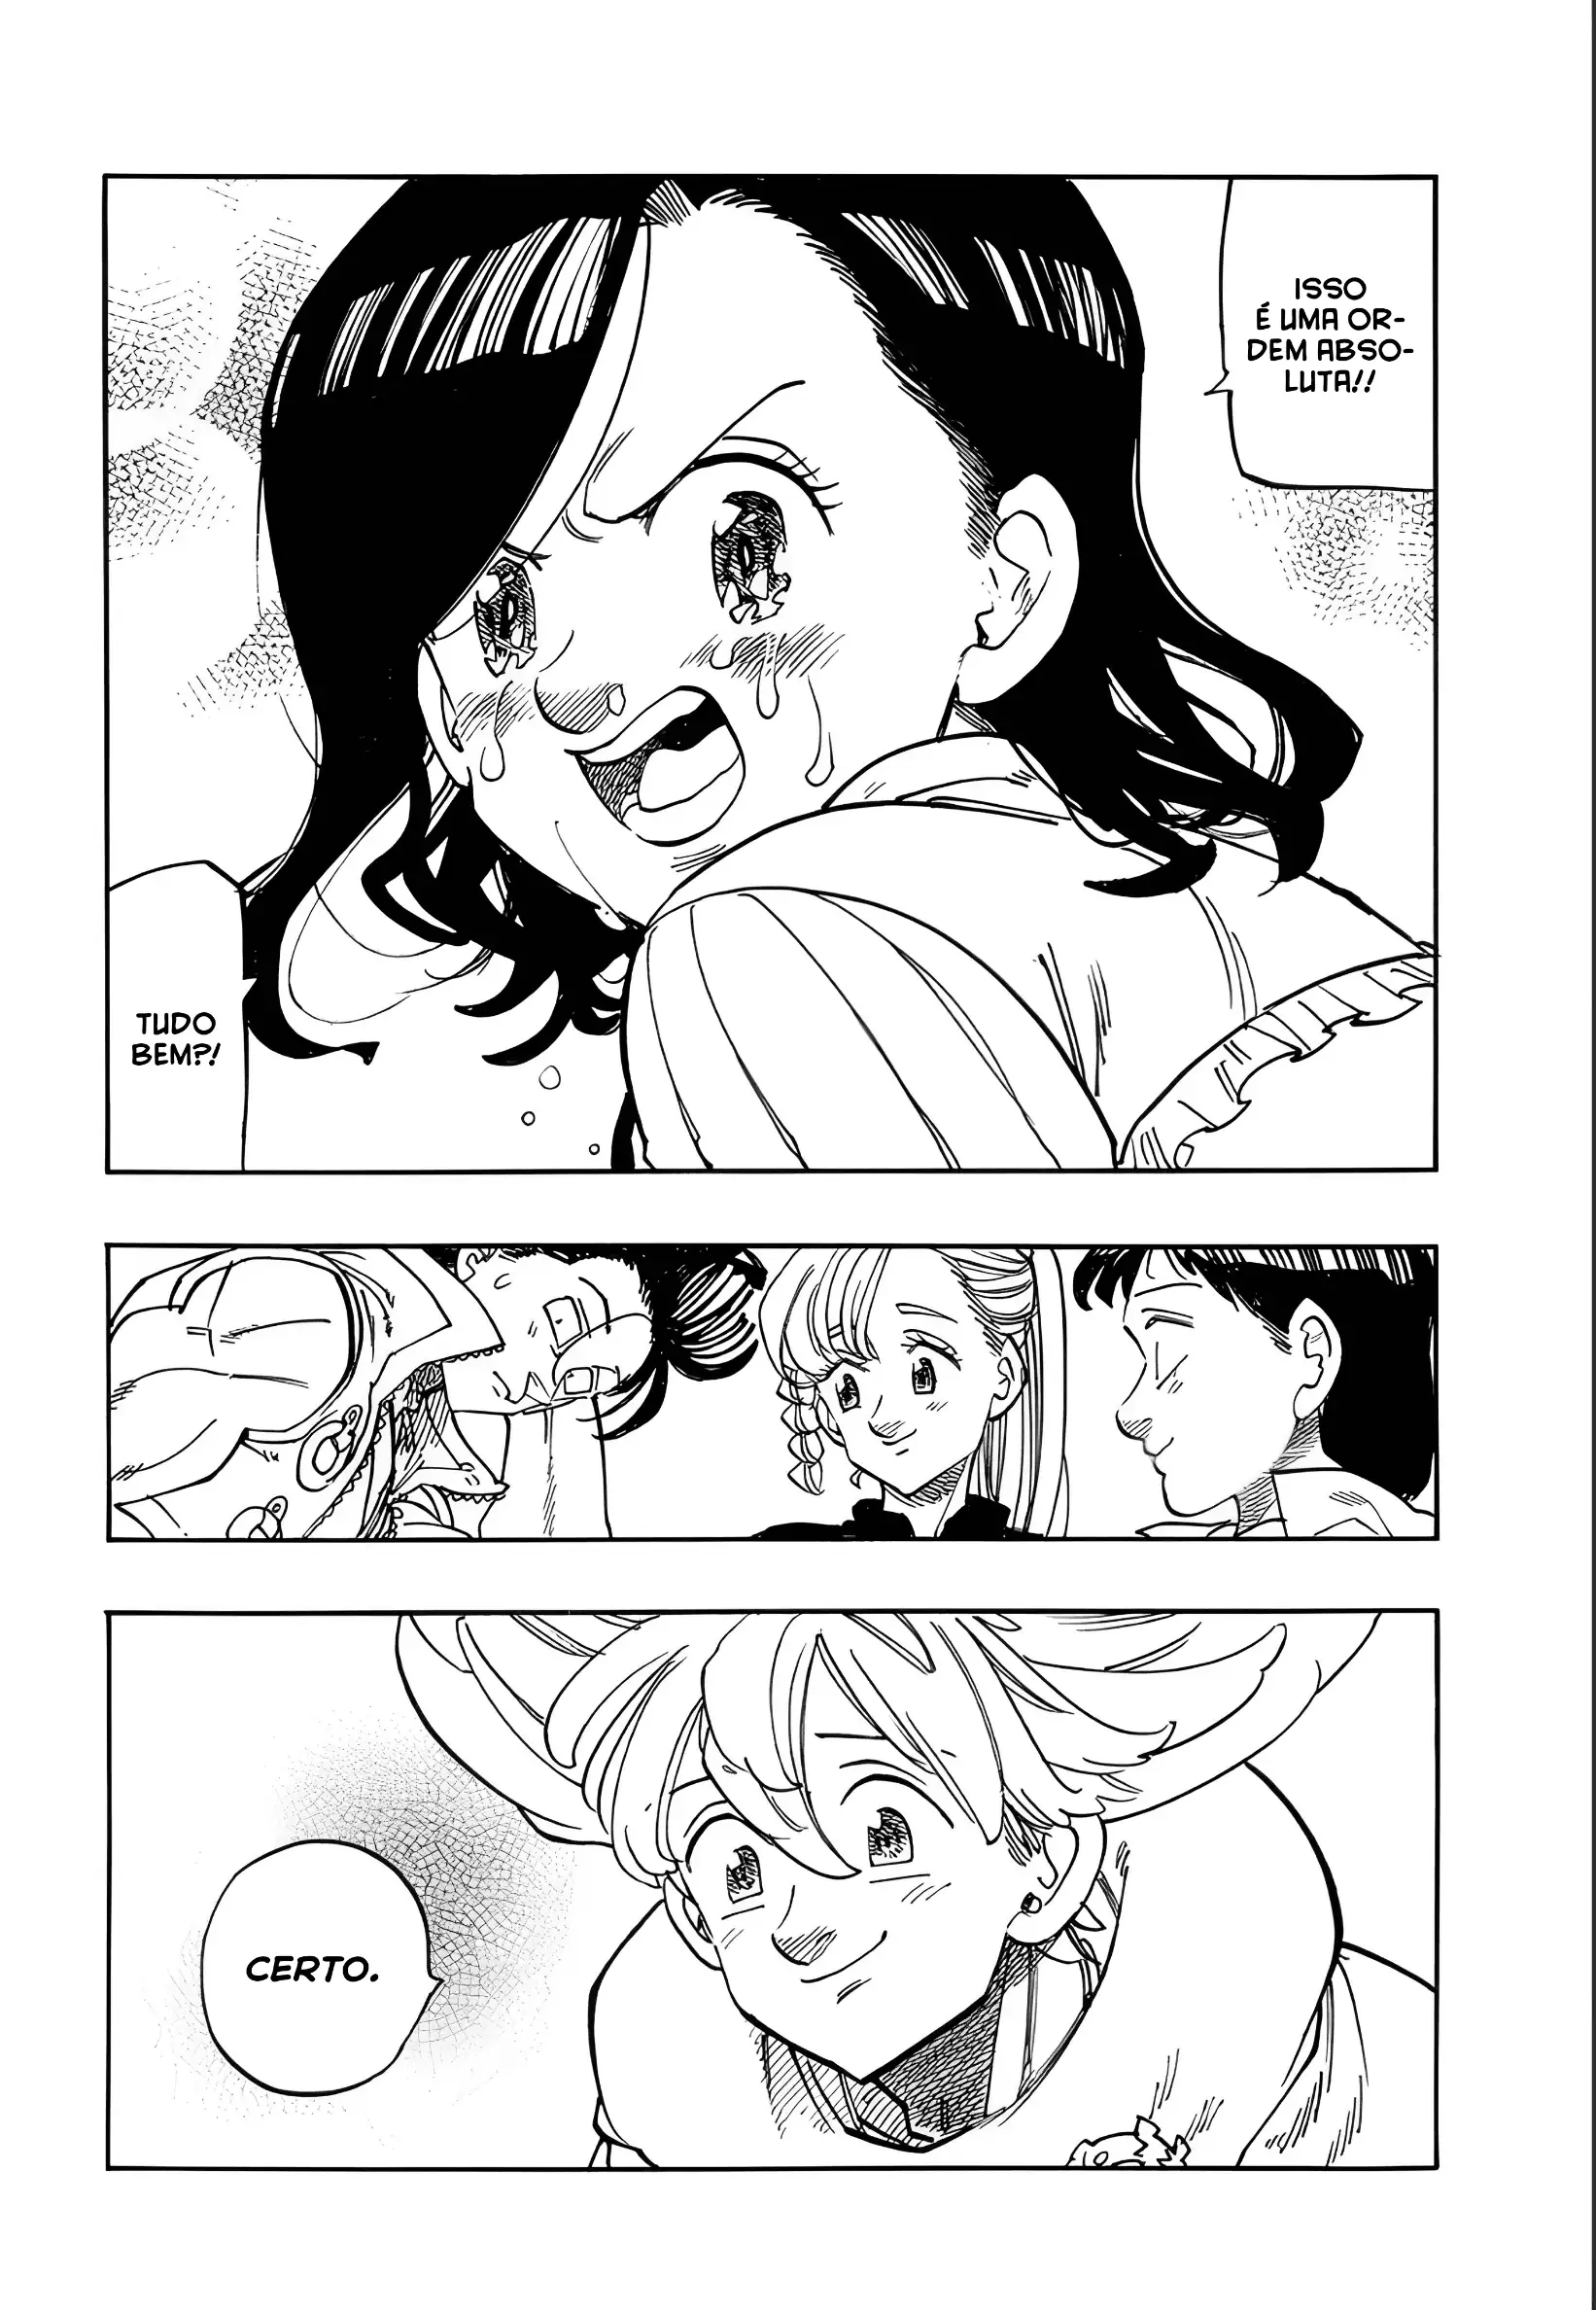 ISSO
É UMA OR-
DEM ABSO-
LUTA!!
TUDO
BEM?!
CERTO.